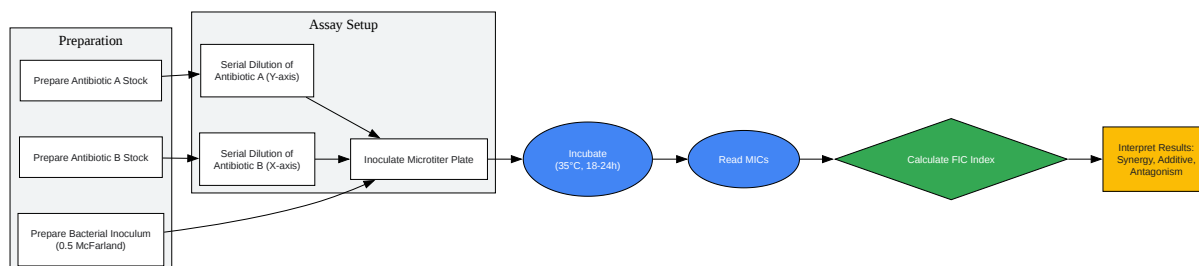 Preparation
Prepare Antibiotic A Stock
Prepare Antibiotic B Stock
Prepare Bacterial Inoculum
(0.5 McFarland)
Assay Setup
Serial Dilution of
Antibiotic A (Y-axis)
Serial Dilution of
Antibiotic B (X-axis)
Inoculate Microtiter Plate
Incubate
(35°C, 18-24h)
Read MICs
Calculate FIC Index
Interpret Results:
Synergy, Additive,
Antagonism